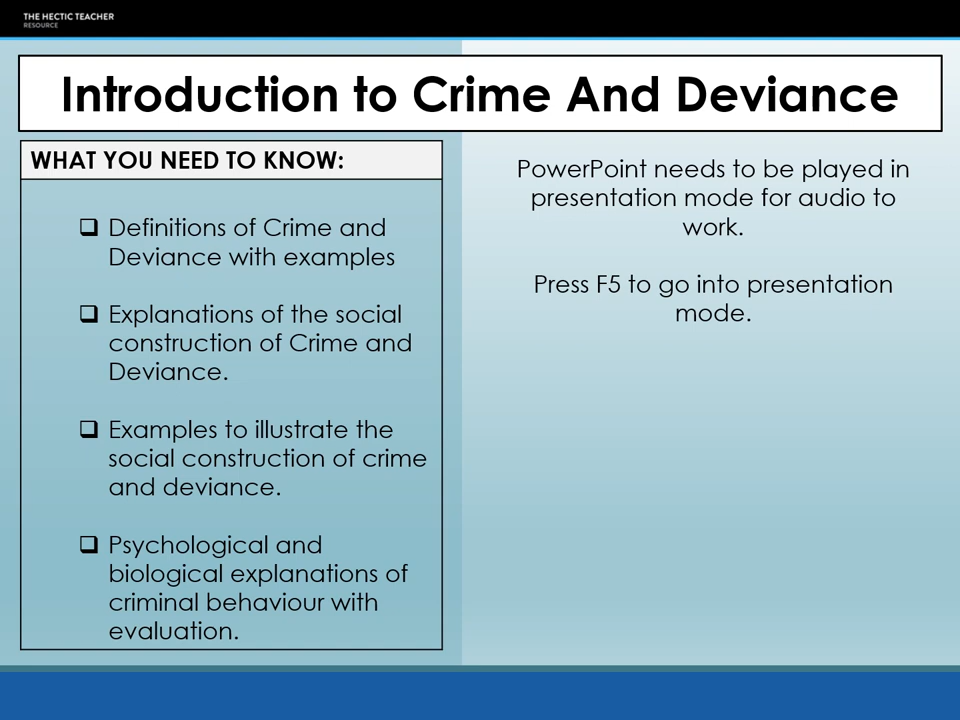 THE HECTIC TEACHER
RESOURCE
Introduction to Crime And Deviance
WHAT YOU NEED TO KNOW:
❑ Definitions of Crime and
Deviance with examples
❑ Explanations of the social
construction of Crime and
Deviance.
❑ Examples to illustrate the
social construction of crime
and deviance.
❑ Psychological and
biological explanations of
criminal behaviour with
evaluation.
PowerPoint needs to be played in
presentation mode for audio to
work.
Press F5 to go into presentation
mode.